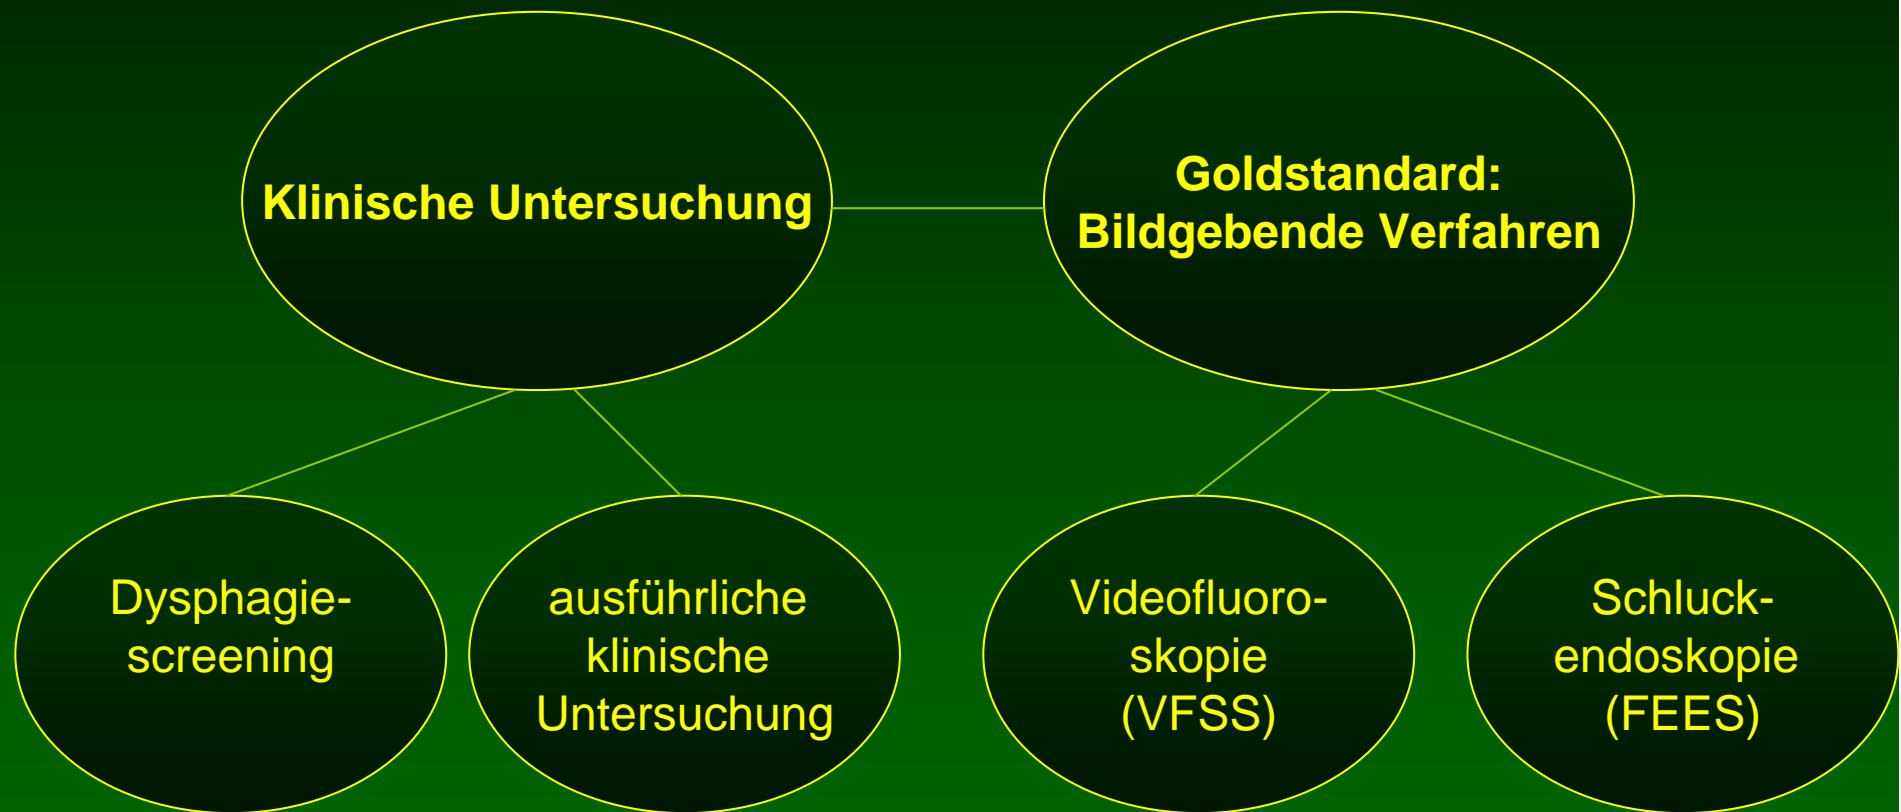 Klinische Untersuchung
Goldstandard:
Bildgebende Verfahren
Dysphagie-
screening
ausführliche
klinische
Untersuchung
Videofluoro-
skopie
(VFSS)
Schluck-
endoskopie
(FEES)